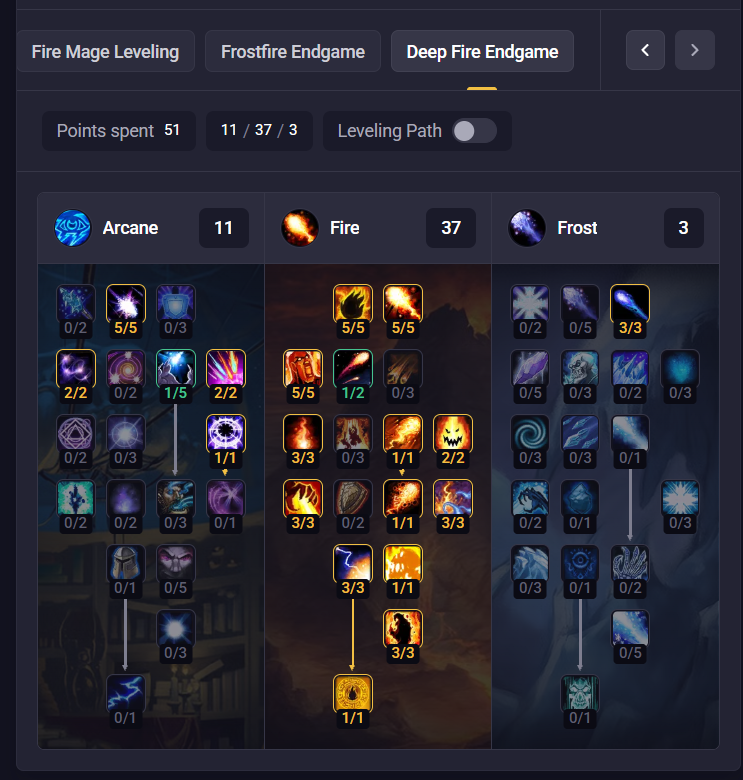 Fire Mage Leveling Frostfire Endgame Deep Fire Endgame
Points spent 51 11 / 37 / 3 Leveling Path
Arcane 11 Fire 37 Frost 3
0/2 5/5 0/3 5/5 5/5 0/2 0/5 3/3
2/2 0/2 1/5 2/2 5/5 1/2 0/3 0/5 0/3 0/2 0/3
0/2 0/3 1/1 3/3 0/3 1/1 2/2 0/3 0/3 0/1
0/2 0/2 0/3 0/1 3/3 0/2 1/1 3/3 0/2 0/1 0/3
0/1 0/5 3/3 1/1 0/3 0/1 0/2
0/3 3/3 0/5
0/1 1/1 0/1